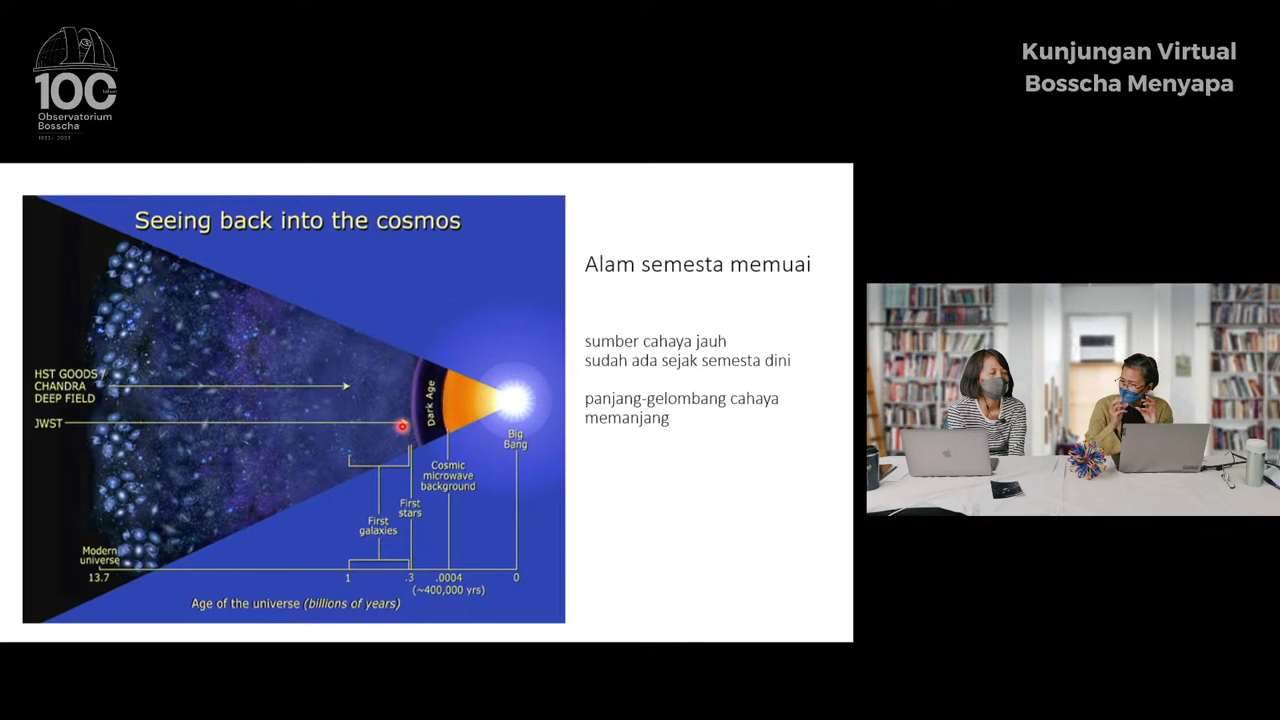 100
tahun
Observatorium
Bosscha
1923 - 2023
Kunjungan Virtual
Bosscha Menyapa
Seeing back into the cosmos
HST GOODS /
CHANDRA
DEEP FIELD
JWST
Dark Age
Big
Bang
Cosmic
microwave
background
First
stars
First
galaxies
Modern
universe
13.7
1
.3
.0004
0
(~400,000 yrs)
Age of the universe (billions of years)
Alam semesta memuai
sumber cahaya jauh
sudah ada sejak semesta dini
panjang-gelombang cahaya
memanjang